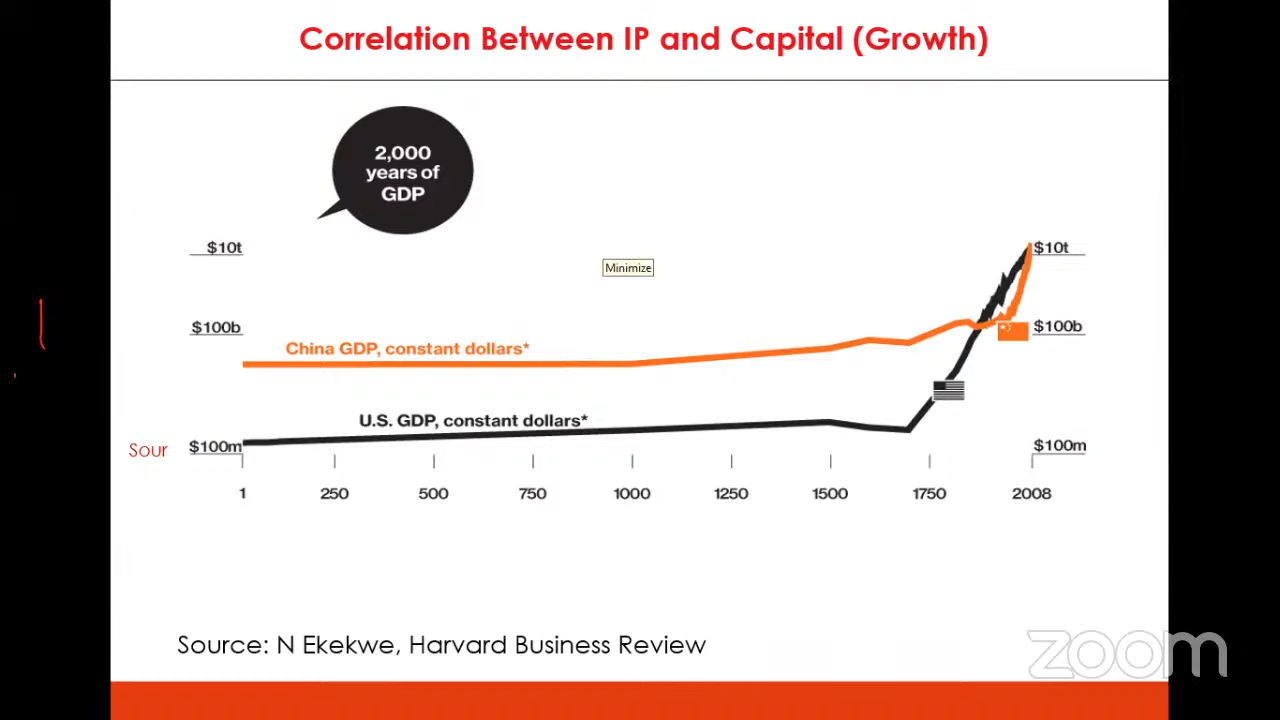 Correlation Between IP and Capital (Growth)
2,000
years of
GDP
$10t
$10t
Minimize
$100b
$100b
China GDP, constant dollars*
U.S. GDP, constant dollars*
Sour
$100m
$100m
1 250 500 750 1000 1250 1500 1750 2008
Source: N Ekekwe, Harvard Business Review
zoom